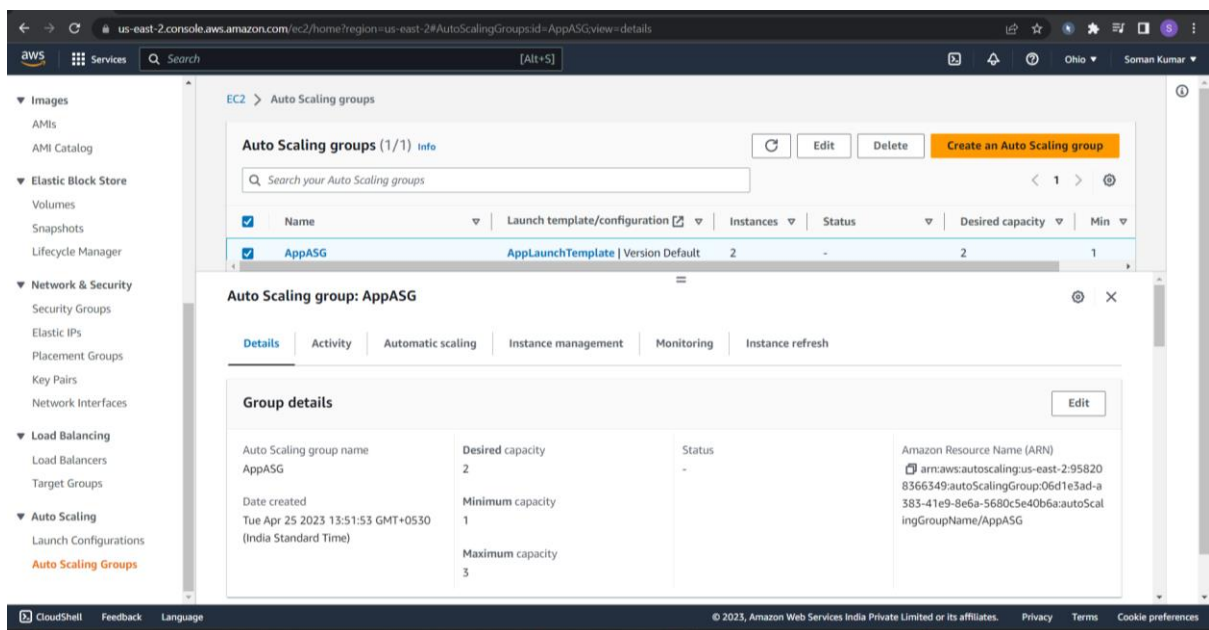 us-east-2.console.aws.amazon.com/ec2/home?region=us-east-2#AutoScalingGroups:id=AppASG;view=details
S
aws
Services
Search
[Alt+S]
Ohio
Soman Kumar
Images
AMIs
AMI Catalog
Elastic Block Store
Volumes
Snapshots
Lifecycle Manager
Network & Security
Security Groups
Elastic IPs
Placement Groups
Key Pairs
Network Interfaces
Load Balancing
Load Balancers
Target Groups
Auto Scaling
Launch Configurations
Auto Scaling Groups
EC2 > Auto Scaling groups
Auto Scaling groups (1/1) Info
Edit
Delete
Create an Auto Scaling group
Search your Auto Scaling groups
< 1 >
Name Launch template/configuration Instances Status Desired capacity Min
AppASG AppLaunchTemplate | Version Default 2 - 2 1
Auto Scaling group: AppASG
Details Activity Automatic scaling Instance management Monitoring Instance refresh
Group details
Edit
Auto Scaling group name
AppASG
Date created
Tue Apr 25 2023 13:51:53 GMT+0530
(India Standard Time)
Desired capacity
2
Minimum capacity
1
Maximum capacity
3
Status
-
Amazon Resource Name (ARN)
arn:aws:autoscaling:us-east-2:95820
8366349:autoScalingGroup:06d1e3ad-a
383-41e9-8e6a-5680c5e40b6a:autoScal
ingGroupName/AppASG
CloudShell Feedback Language
© 2023, Amazon Web Services India Private Limited or its affiliates. Privacy Terms Cookie preferences